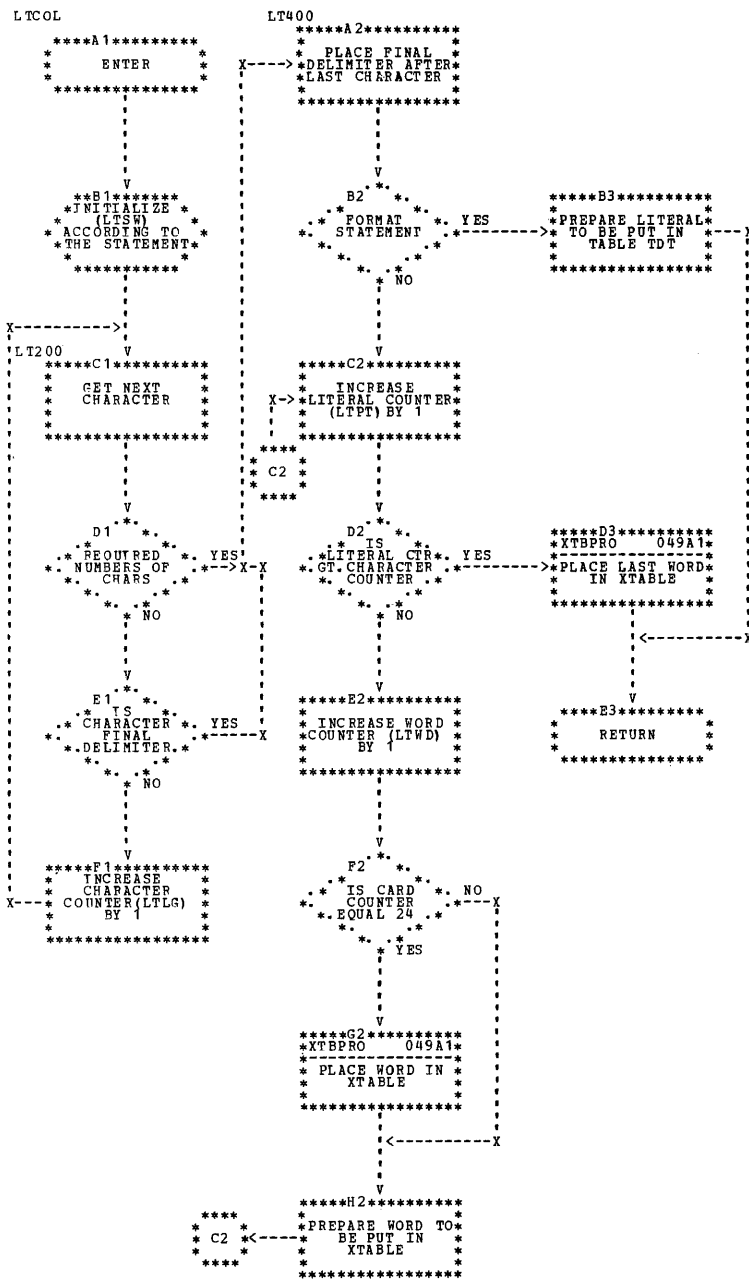 LTCOL
A1
ENTER
B1
INITIALIZE
(LTSW)
ACCORDING TO
THE STATEMENT
LT200
C1
GET NEXT
CHARACTER
D1
REQUIRED
NUMBERS OF
CHARS
YES
NO
E1
IS
CHARACTER
FINAL
DELIMITER
YES
NO
F1
INCREASE
CHARACTER
COUNTER(LTLG)
BY 1
LT400
A2
PLACE FINAL
DELIMITER AFTER
LAST CHARACTER
B2
FORMAT
STATEMENT
YES
NO
C2
INCREASE
LITERAL COUNTER
(LTPT) BY 1
C2
D2
IS
LITERAL CTR
GT.CHARACTER
COUNTER
YES
NO
E2
INCREASE WORD
COUNTER (LTWD)
BY 1
F2
IS CARD
COUNTER
EQUAL 24
NO
YES
G2
XTBPRO 049A1
PLACE WORD IN
XTABLE
H2
PREPARE WORD TO
BE PUT IN
XTABLE
C2
B3
PREPARE LITERAL
TO BE PUT IN
TABLE TDT
D3
XTBPRO 049A1
PLACE LAST WORD
IN XTABLE
E3
RETURN